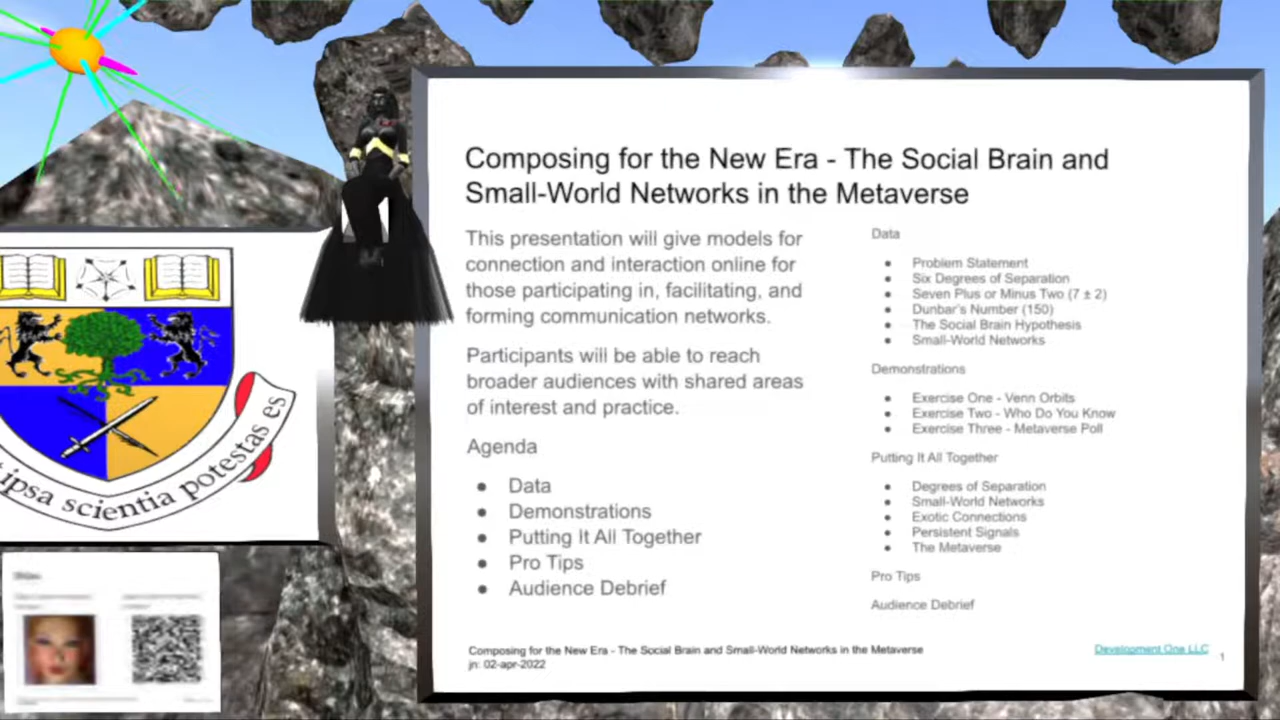 Composing for the New Era - The Social Brain and
Small-World Networks in the Metaverse
This presentation will give models for
connection and interaction online for
those participating in, facilitating, and
forming communication networks.
Participants will be able to reach
broader audiences with shared areas
of interest and practice.
Agenda
● Data
● Demonstrations
● Putting It All Together
● Pro Tips
● Audience Debrief
Data
● Problem Statement
● Six Degrees of Separation
● Seven Plus or Minus Two (7 ± 2)
● Dunbar's Number (150)
● The Social Brain Hypothesis
● Small-World Networks
Demonstrations
● Exercise One - Venn Orbits
● Exercise Two - Who Do You Know
● Exercise Three - Metaverse Poll
Putting It All Together
● Degrees of Separation
● Small-World Networks
● Exotic Connections
● Persistent Signals
● The Metaverse
Pro Tips
Audience Debrief
Composing for the New Era - The Social Brain and Small-World Networks in the Metaverse
jn: 02-apr-2022
Development One LLC
1
ipsa scientia potestas es